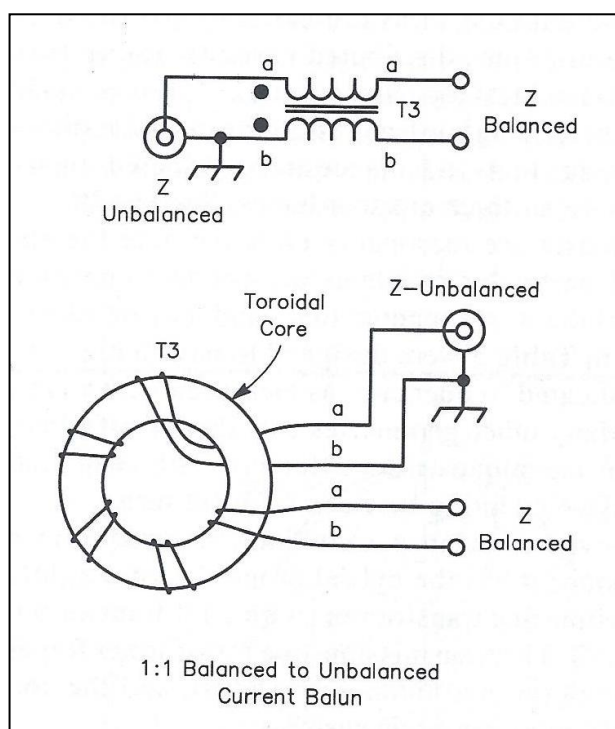 a
a
T3
Z
Balanced
b
b
Z
Unbalanced
Toroidal
Core
Z-Unbalanced
T3
a
b
a
b
Z
Balanced
1:1 Balanced to Unbalanced
Current Balun